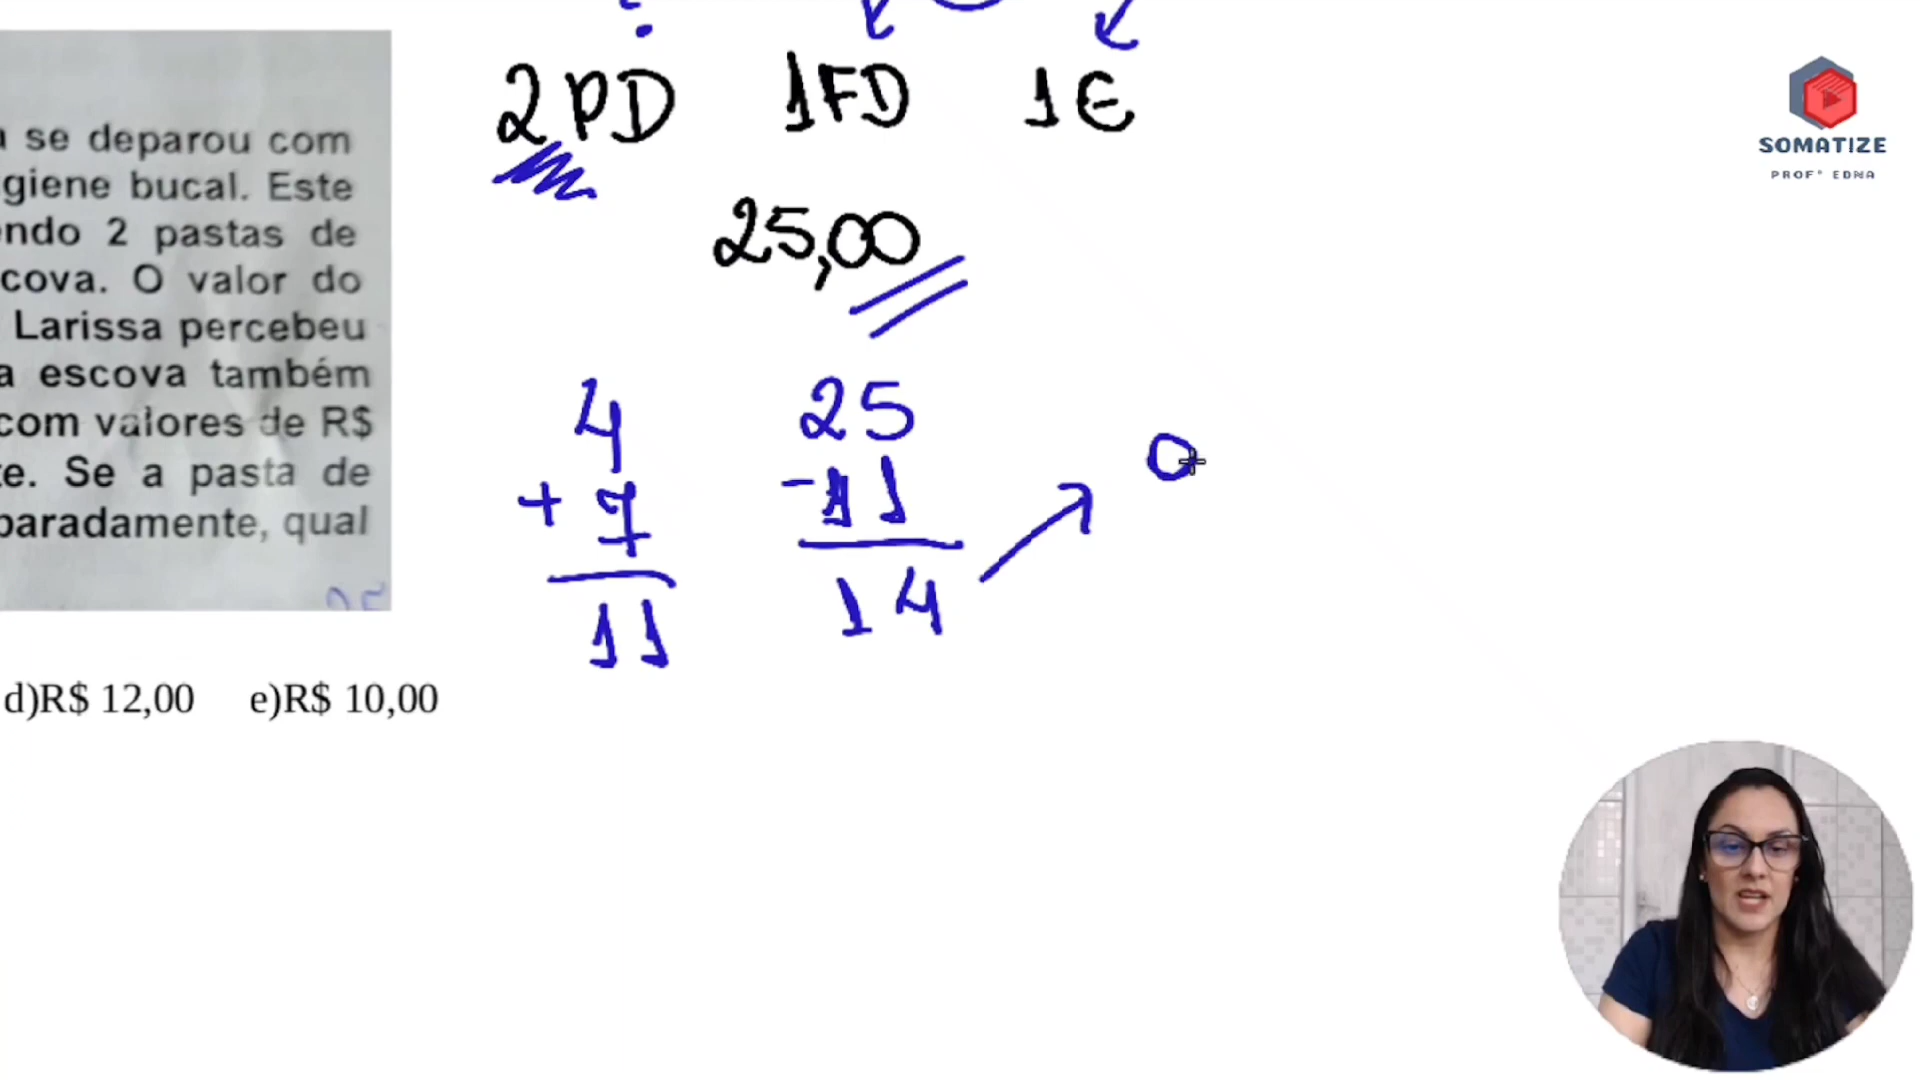 se deparou com
giene bucal. Este
ndo 2 pastas de
cova. O valor do
Larissa percebeu
a escova também
com valores de R$
te. Se a pasta de
paradamente, qual
d)R$ 12,00 e)R$ 10,00
2PD 1FD 1E
25,00
4
+ 7
11
25
- 11
14
SOMATIZE
PROFª EDNA